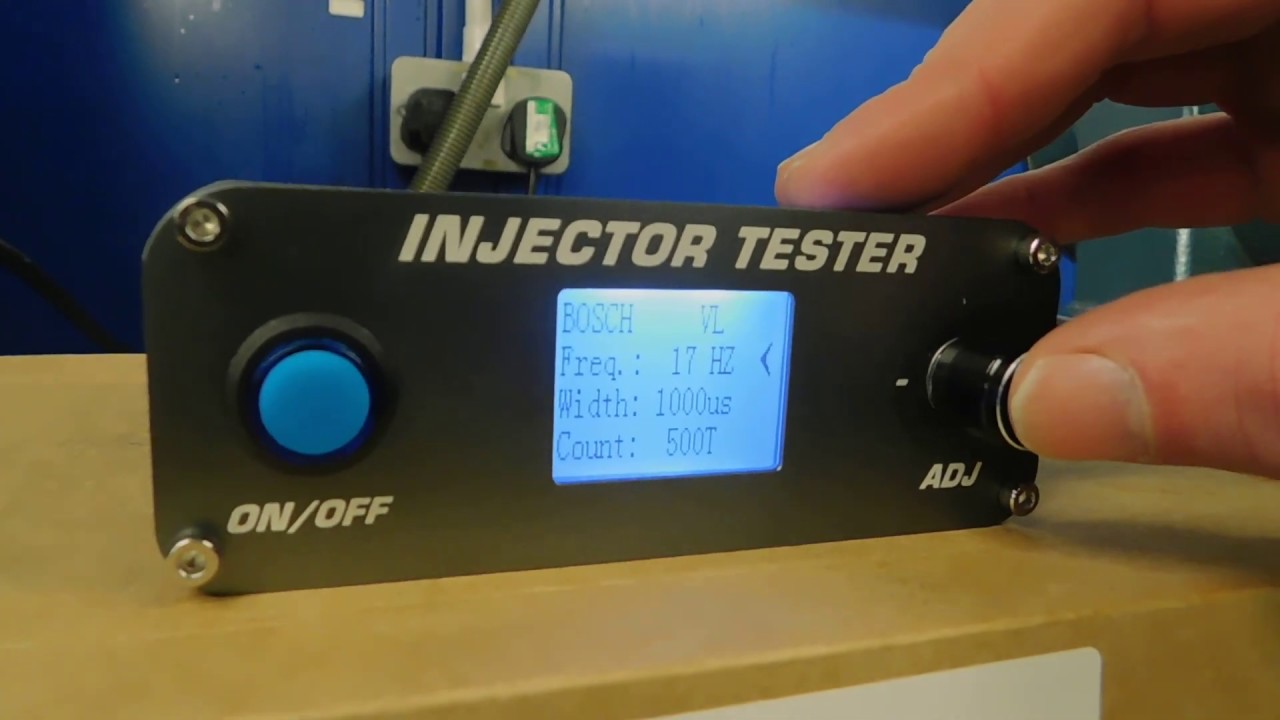 INJECTOR TESTER
BOSCH VL
Freq.: 17 HZ <
Width: 1000us
Count: 500T
-
ON/OFF
ADJ